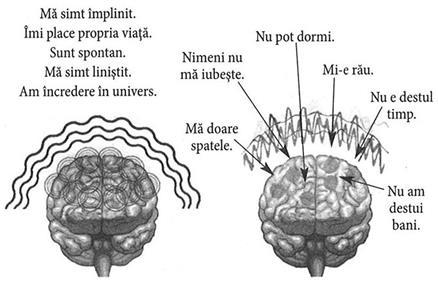 Mă simt împlinit.
Îmi place propria viață.
Sunt spontan.
Mă simt liniștit.
Am încredere în univers.
Nu pot dormi.
Nimeni nu
mă iubește.
Mi-e rău.
Nu e destul
timp.
Mă doare
spatele.
Nu am
destui
bani.